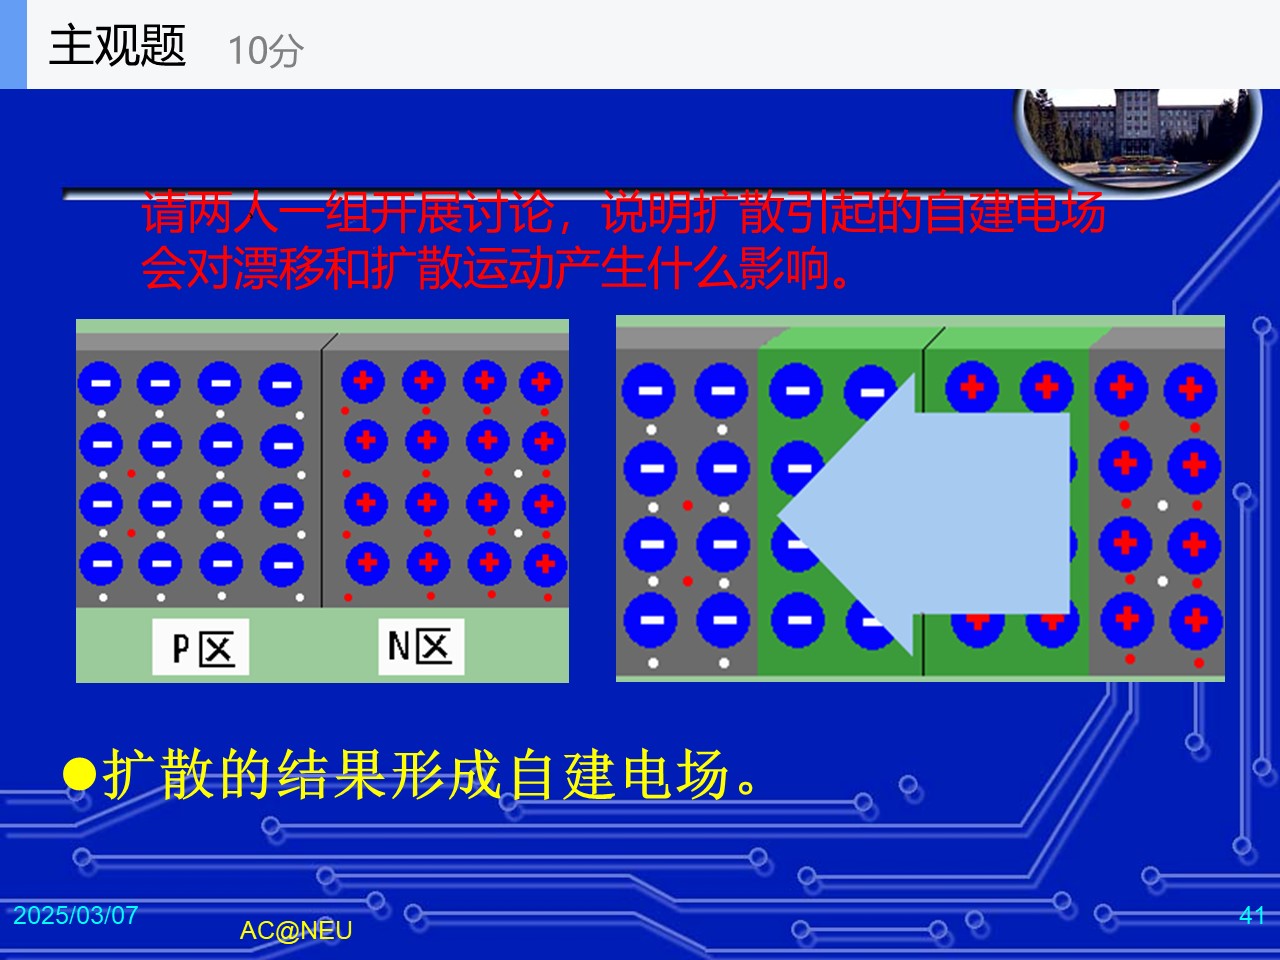 主观题 10分
请两人一组开展讨论，说明扩散引起的自建电场
会对漂移和扩散运动产生什么影响。
P区 N区
●扩散的结果形成自建电场。
2025/03/07 AC@NEU 41